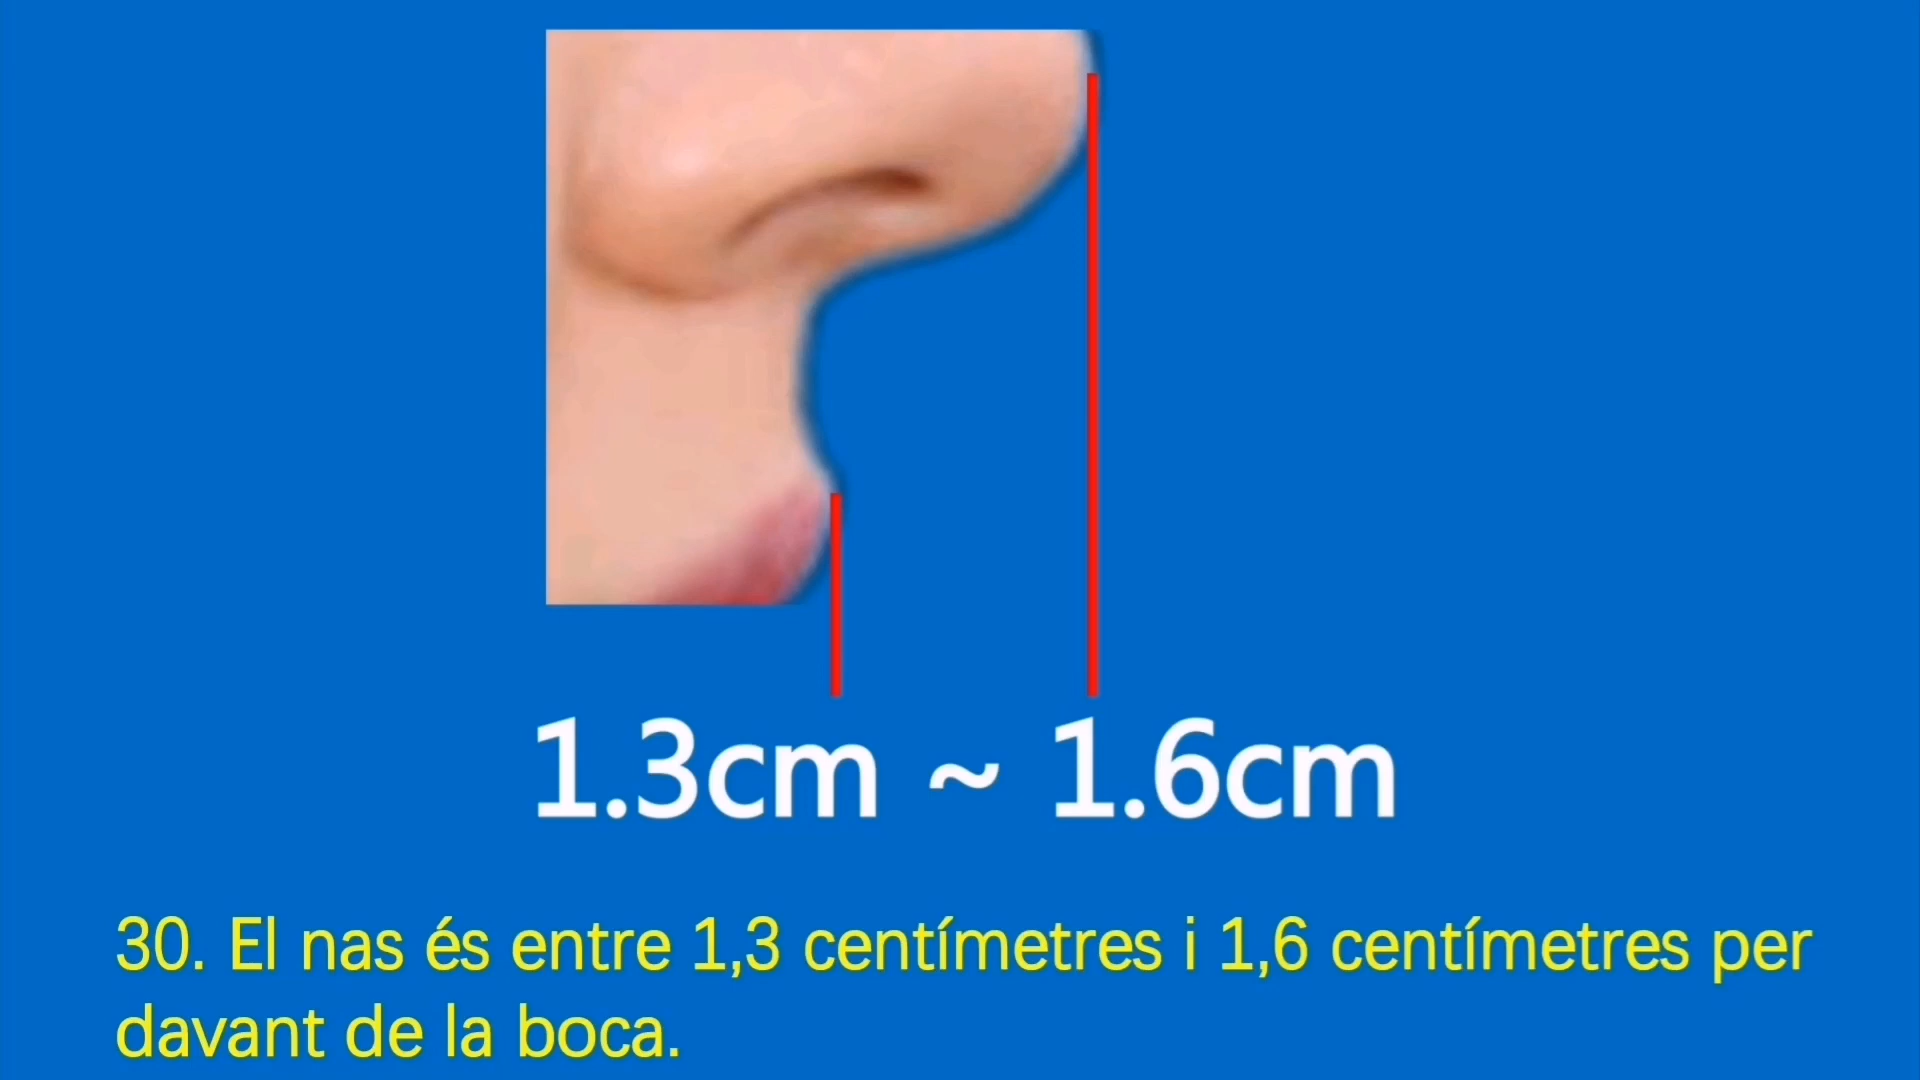 1.3cm ~ 1.6cm
30. El nas és entre 1,3 centímetres i 1,6 centímetres per
davant de la boca.